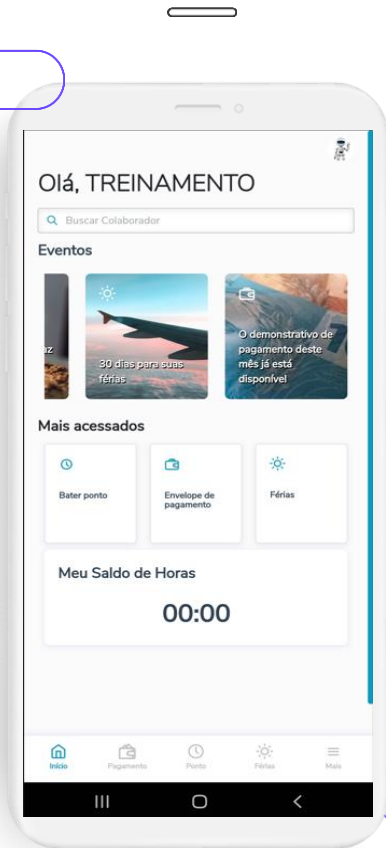 Olá, TREINAMENTO
Buscar Colaborador
Eventos
az
30 dias para suas
férias
O demonstrativo de
pagamento deste
mês já está
disponível
Mais acessados
Bater ponto
Envelope de
pagamento
Férias
Meu Saldo de Horas
00:00
Início
Pagamento
Ponto
Férias
Mais